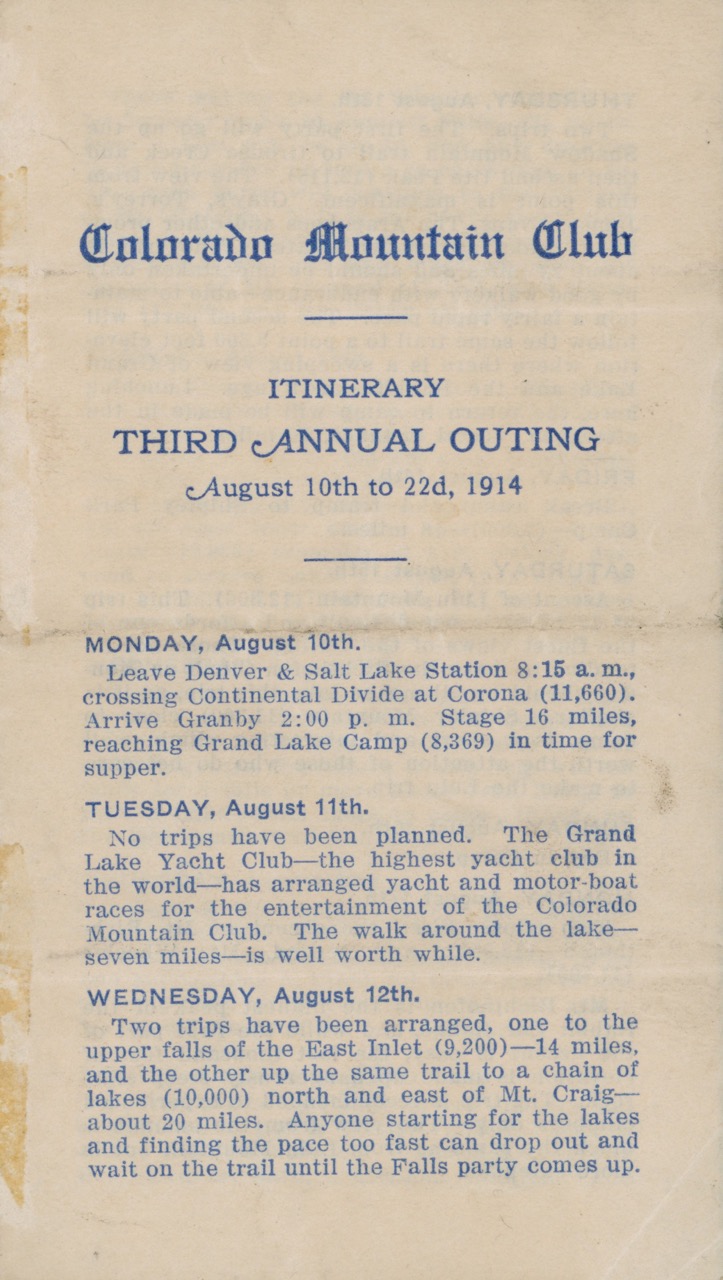 Colorado Mountain Club
ITINERARY
THIRD ANNUAL OUTING
August 10th to 22d, 1914
MONDAY, August 10th.
Leave Denver & Salt Lake Station 8:15 a. m.,
crossing Continental Divide at Corona (11,660).
Arrive Granby 2:00 p. m. Stage 16 miles,
reaching Grand Lake Camp (8,369) in time for
supper.
TUESDAY, August 11th.
No trips have been planned. The Grand
Lake Yacht Club—the highest yacht club in
the world—has arranged yacht and motor-boat
races for the entertainment of the Colorado
Mountain Club. The walk around the lake—
seven miles—is well worth while.
WEDNESDAY, August 12th.
Two trips have been arranged, one to the
upper falls of the East Inlet (9,200)—14 miles,
and the other up the same trail to a chain of
lakes (10,000) north and east of Mt. Craig—
about 20 miles. Anyone starting for the lakes
and finding the pace too fast can drop out and
wait on the trail until the Falls party comes up.